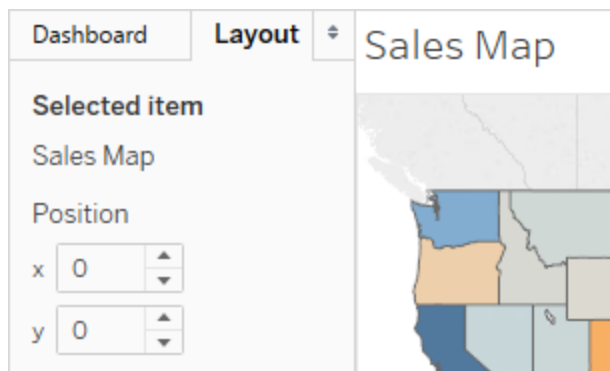 Dashboard Layout
Sales Map
Selected item
Sales Map
Position
x 0
y 0